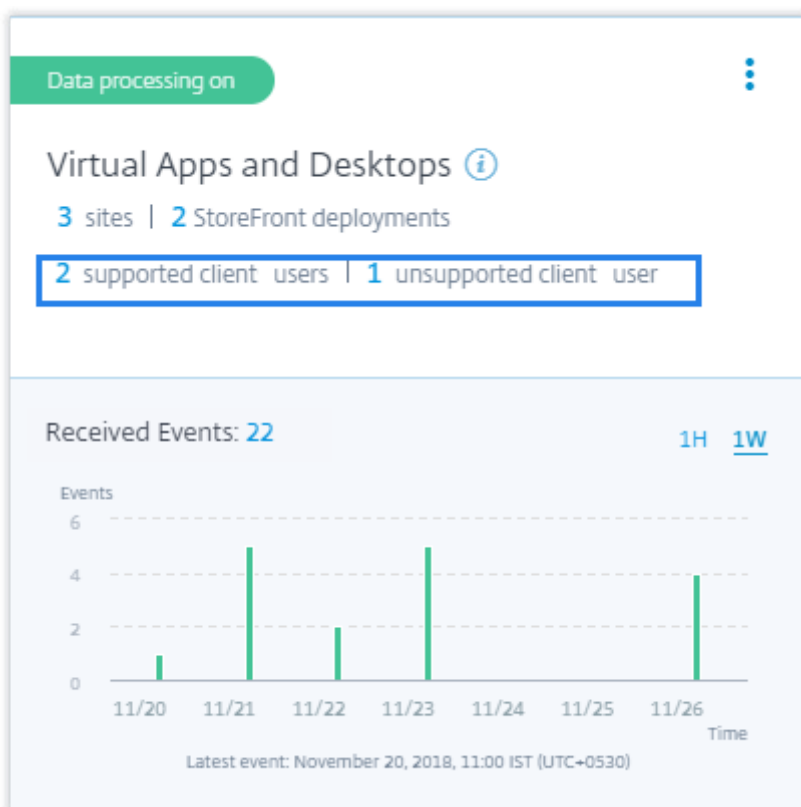 Data processing on
Virtual Apps and Desktops i
3 sites | 2 StoreFront deployments
2 supported client users | 1 unsupported client user
Received Events: 22
1H 1W
Events
6
4
2
0
11/20 11/21 11/22 11/23 11/24 11/25 11/26
Time
Latest event: November 20, 2018, 11:00 IST (UTC+0530)